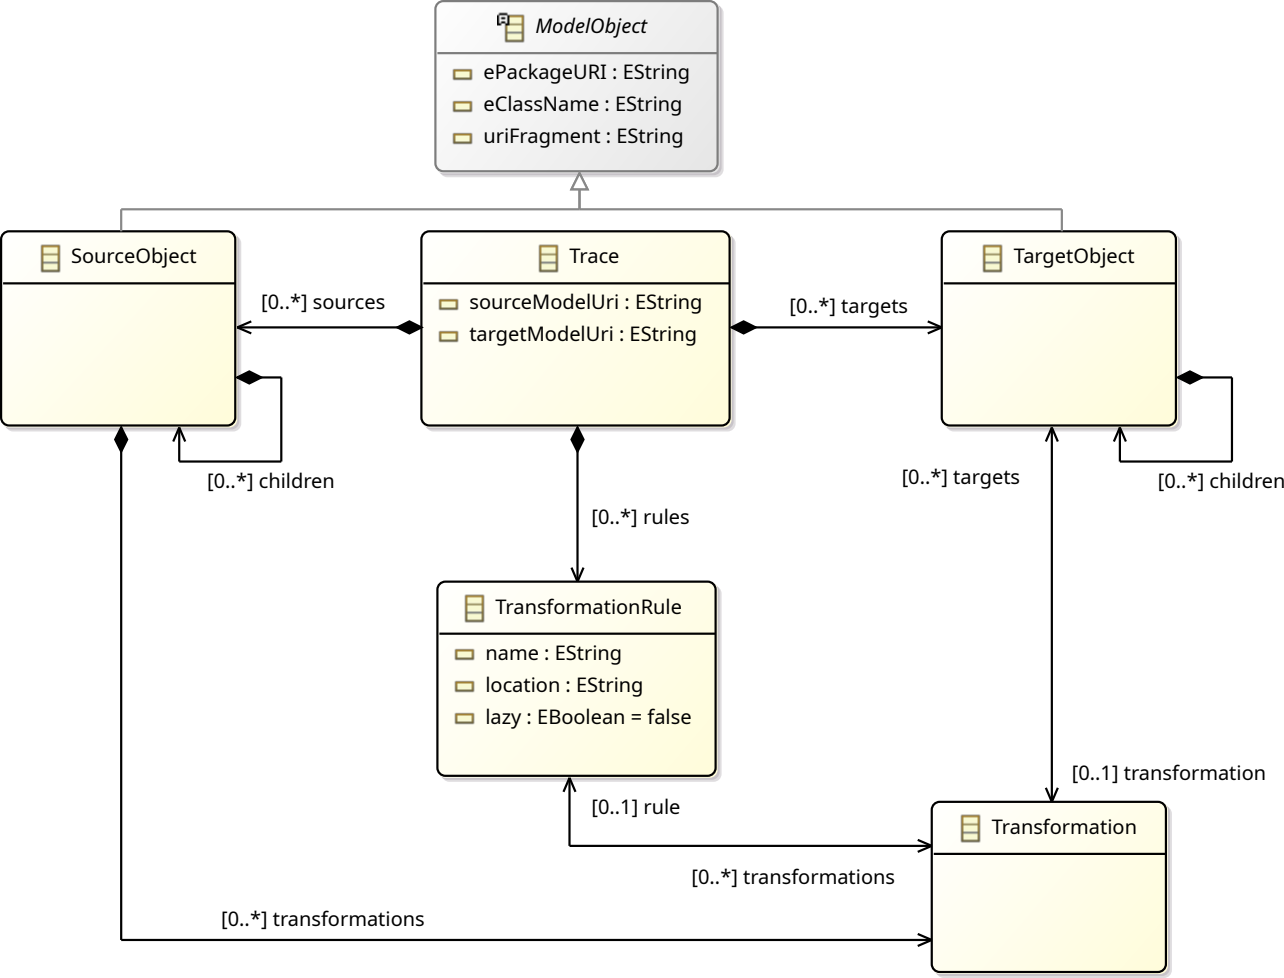 ModelObject
ePackageURI : EString
eClassName : EString
uriFragment : EString
SourceObject
Trace
TargetObject
[0..*] sources
sourceModelUri : EString
[0..*] targets
targetModelUri : EString
[0..*] children
[0..*] targets
[0..*] children
[0..*] rules
TransformationRule
name : EString
location : EString
lazy : EBoolean = false
[0..1] transformation
[0..1] rule
Transformation
[0..*] transformations
[0..*] transformations